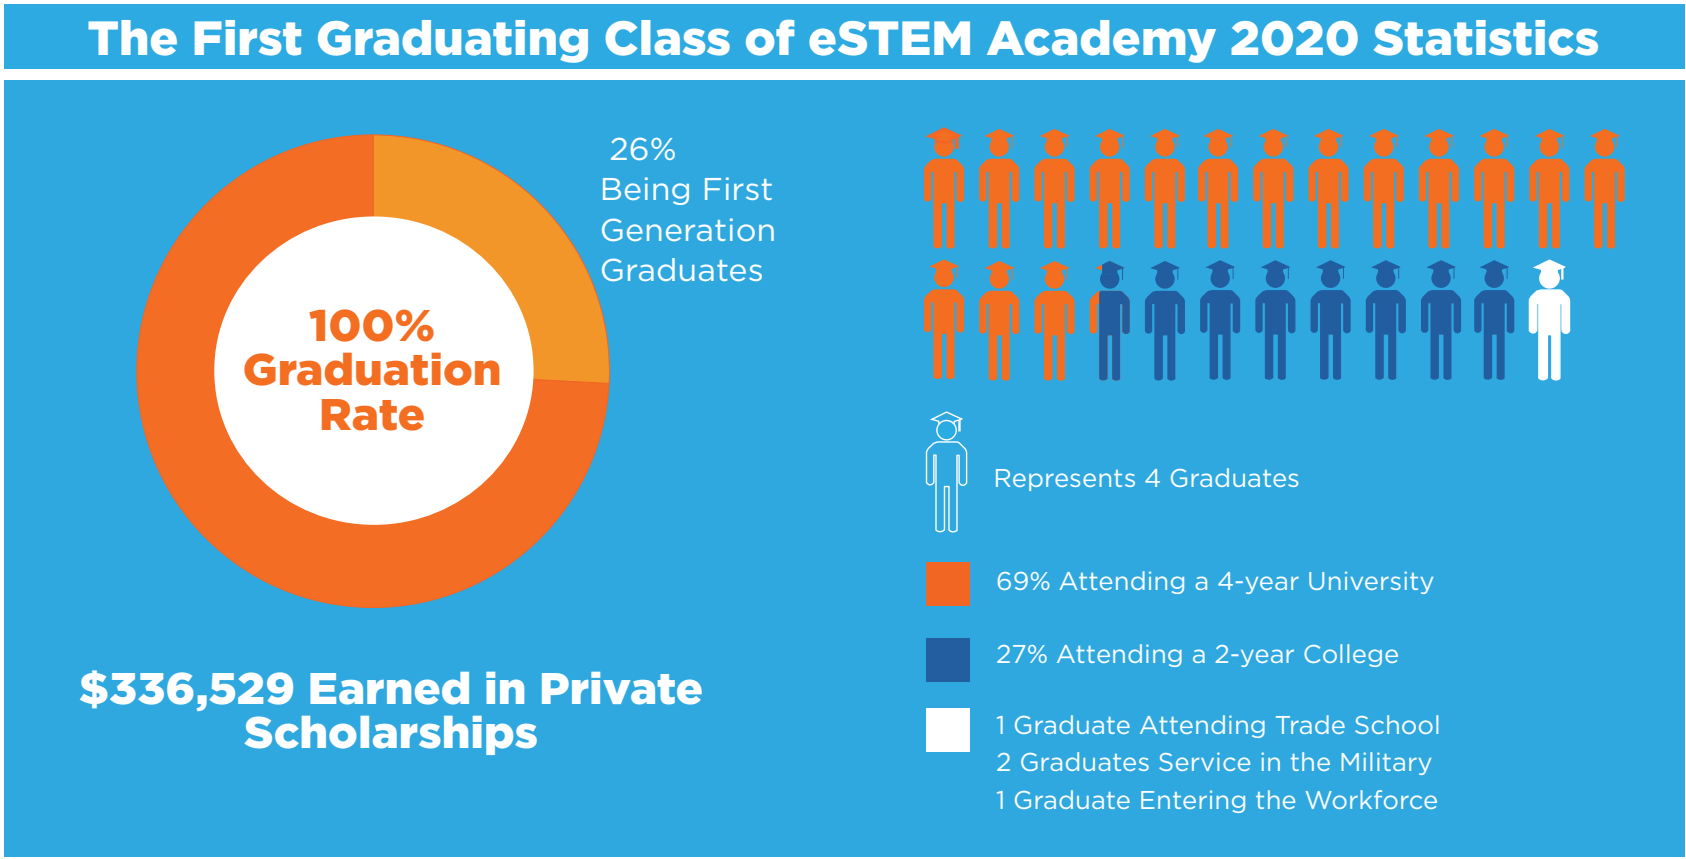 The First Graduating Class of eSTEM Academy 2020 Statistics
26%
Being First
Generation
Graduates
100%
Graduation
Rate
$336,529 Earned in Private
Scholarships
Represents 4 Graduates
69% Attending a 4-year University
27% Attending a 2-year College
1 Graduate Attending Trade School
2 Graduates Service in the Military
1 Graduate Entering the Workforce